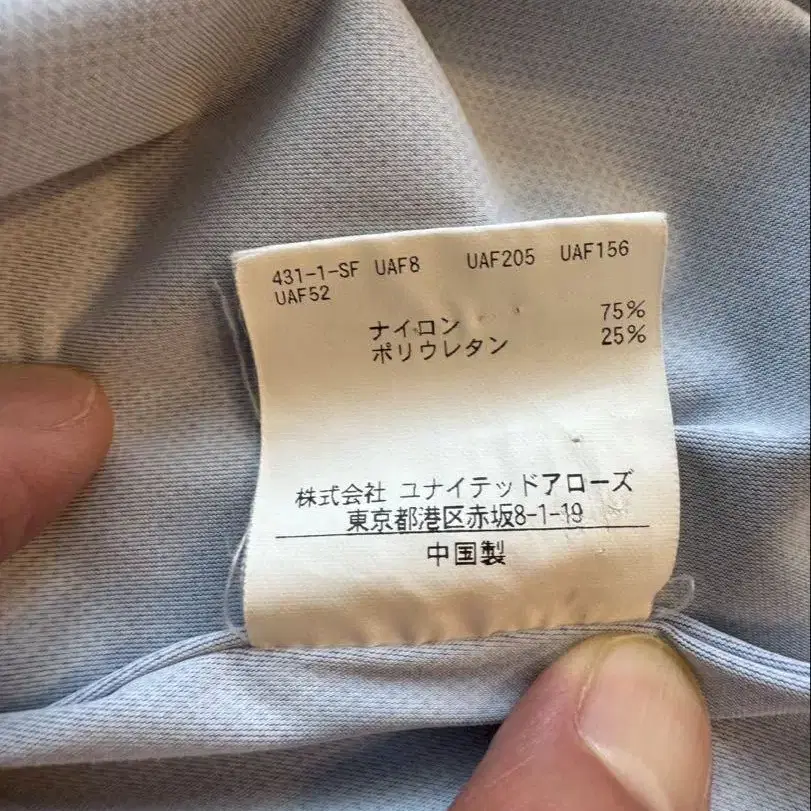 431-1-SF UAF8 UAF205 UAF156
UAF52
ナイロン 75%
ポリウレタン 25%
株式会社 ユナイテッドアローズ
東京都港区赤坂8-1-19
中国製